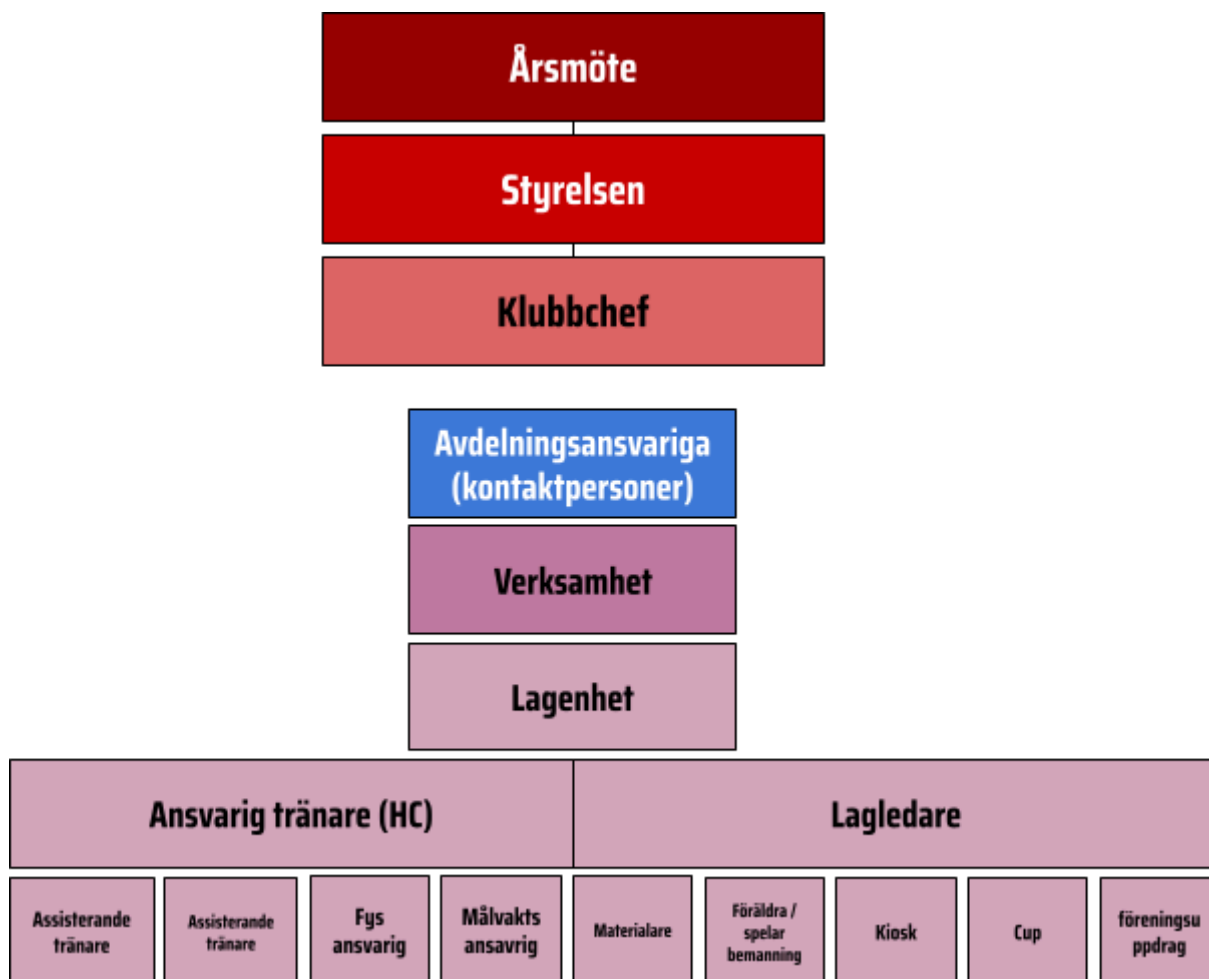 Årsmöte
Styrelsen
Klubbchef
Avdelningsansvariga
(kontaktpersoner)
Verksamhet
Lagenhet
Ansvarig tränare (HC)
Lagledare
Assisterande
tränare
Assisterande
tränare
Fys
ansvarig
Målvakts
ansavrig
Materialare
Föräldra /
spelar
bemanning
Kiosk
Cup
föreningsu
ppdrag